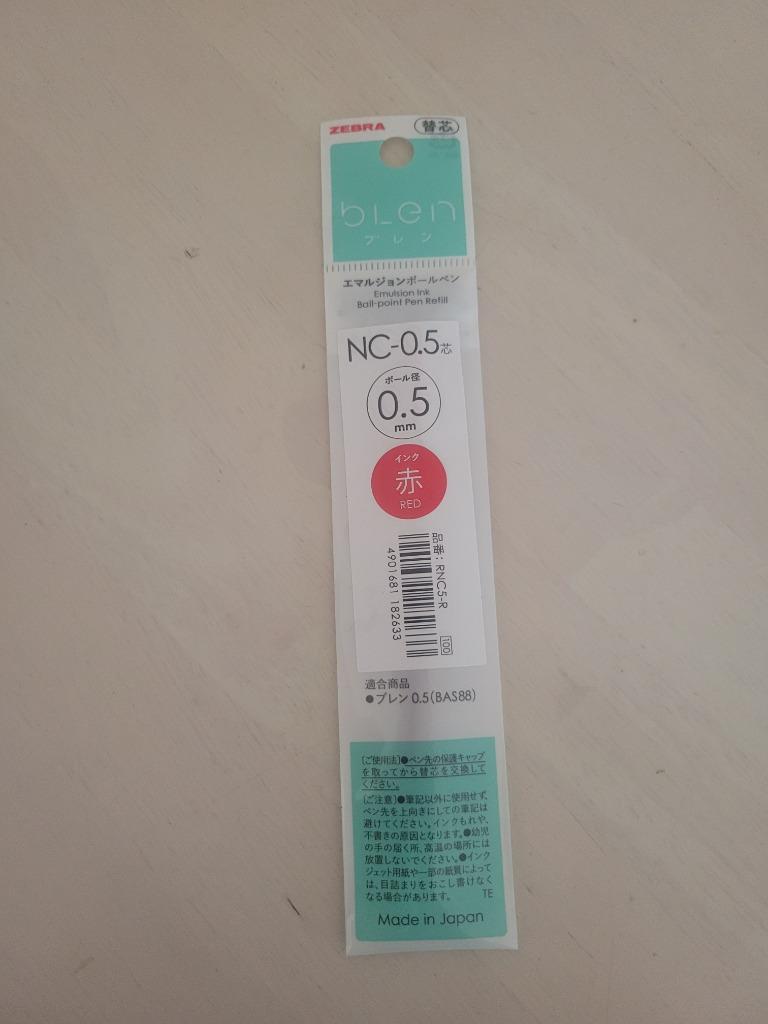 ZEBRA
替芯
bLen
ブレン
エマルジョンボールペン
Emulsion Ink
Ball-point Pen Refill
NC-0.5芯
ボール径
0.5
mm
インク
赤
RED
品番:RNC5-R
4901681 182633
100
適合商品
●ブレン0.5(BAS88)
[ご使用法]●ペン先の保護キャップ
を取ってから替芯を交換して
ください。
[ご注意]●筆記以外に使用せず、
ペン先を上向きにしての筆記は
避けてください。インクもれや、
不書きの原因となります。●幼児
の手の届く所、高温の場所には
放置しないでください。●インク
ジェット用紙や一部の紙質によって
は、目詰まりをおこし書けなく
なる場合があります。 TE
Made in Japan